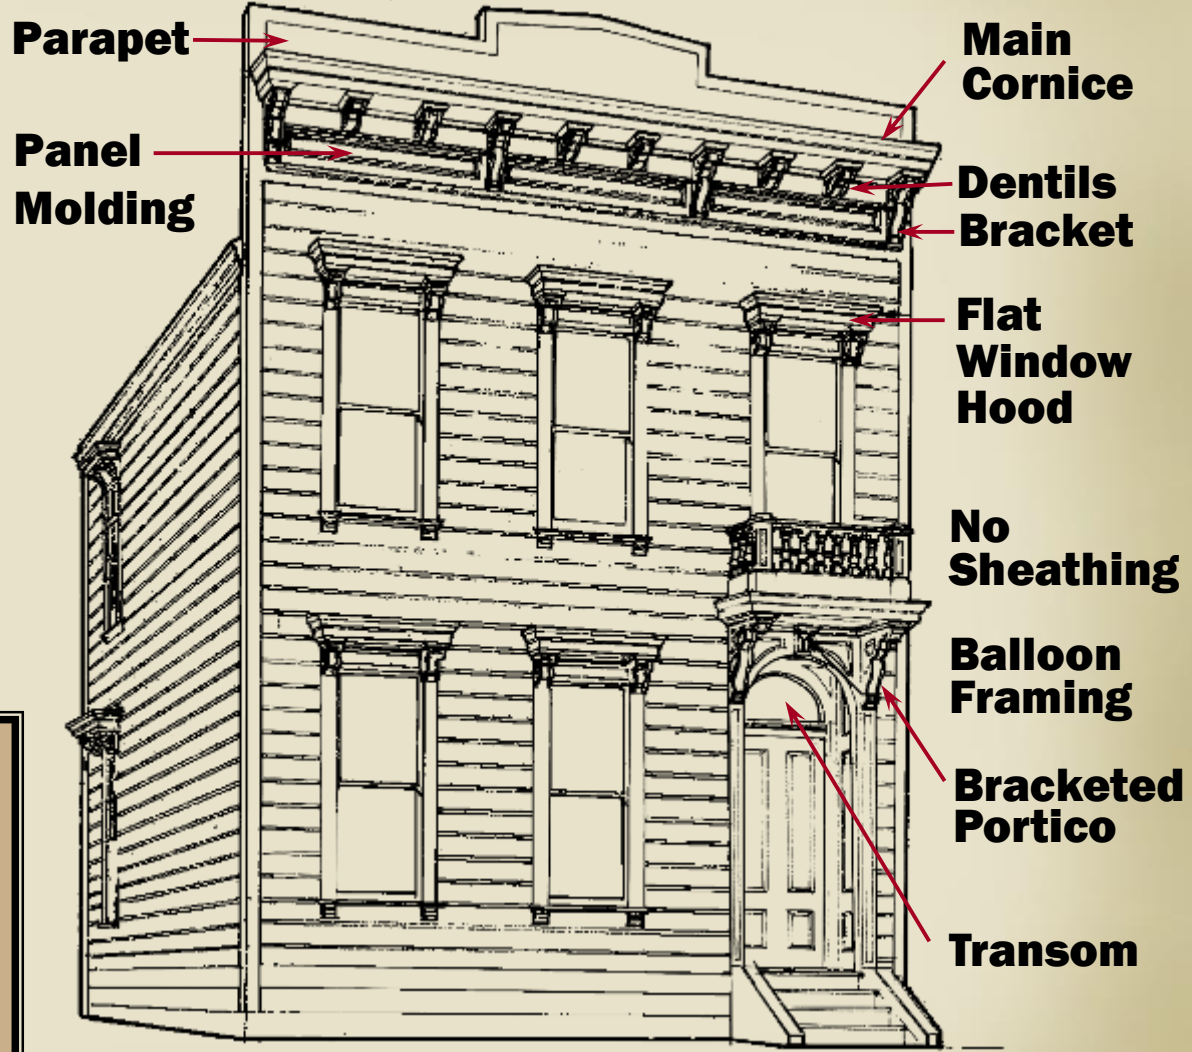 Parapet
Panel
Molding
Main
Cornice
Dentils
Bracket
Flat
Window
Hood
No
Sheathing
Balloon
Framing
Bracketed
Portico
Transom